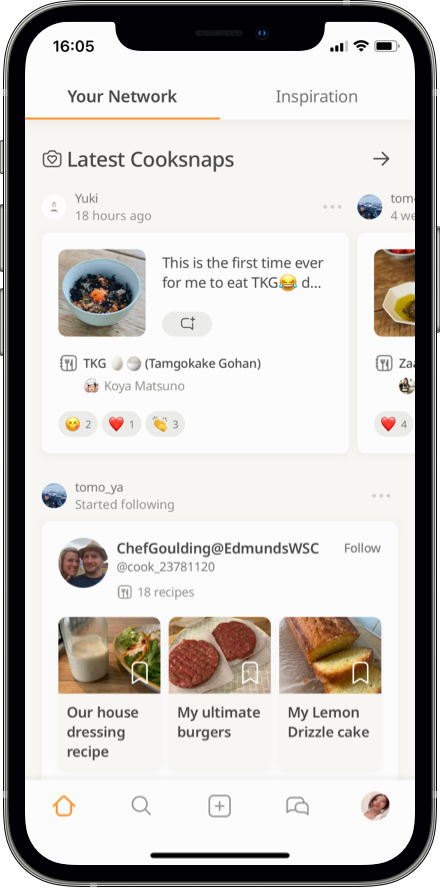 16:05
Your Network
Inspiration
Latest Cooksnaps
Yuki
18 hours ago
This is the first time ever
for me to eat TKG😂 d...
TKG 🥚🍚 (Tamgokake Gohan)
Koya Matsuno
😋 2
❤️ 1
👏 3
tom
4 we
Zaa
❤️ 4
tomo_ya
Started following
ChefGoulding@EdmundsWSC
Follow
@cook_23781120
18 recipes
Our house
dressing
recipe
My ultimate
burgers
My Lemon
Drizzle cake